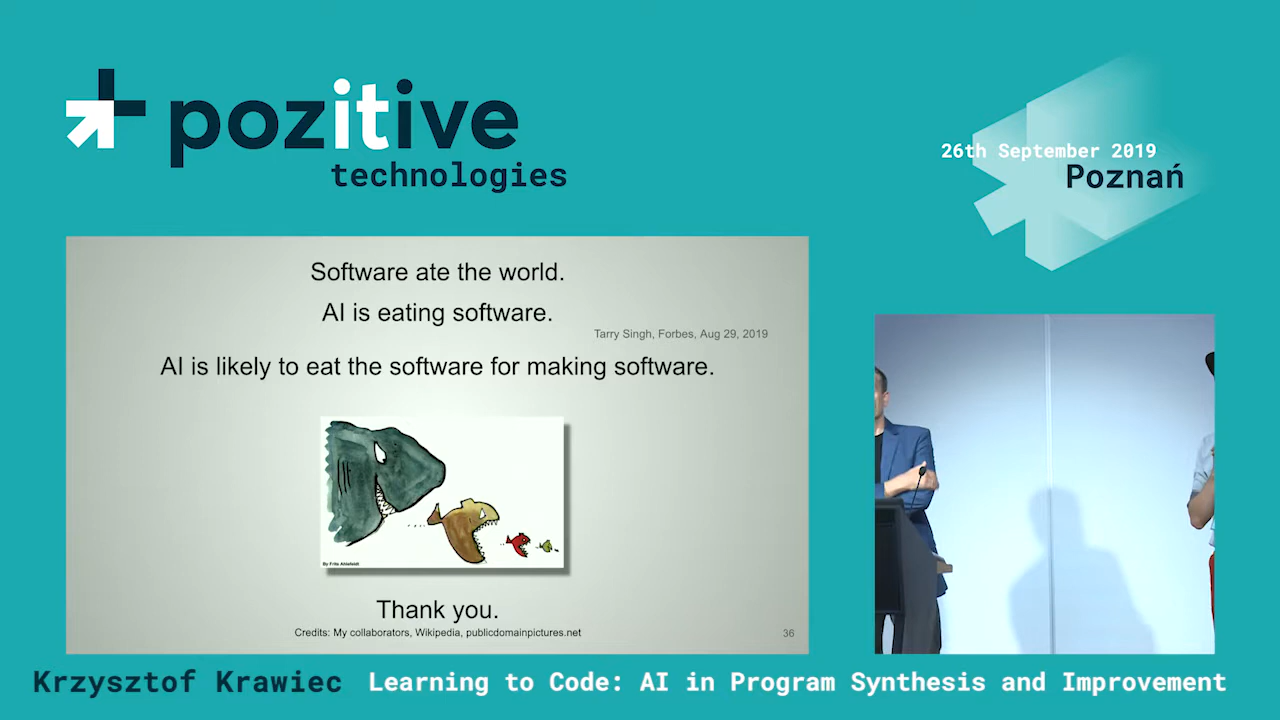 pozitive
technologies
26th September 2019
Poznań
Software ate the world.
AI is eating software.
Tarry Singh, Forbes, Aug 29, 2019
AI is likely to eat the software for making software.
By Frits Ahlefeldt
Thank you.
Credits: My collaborators, Wikipedia, publicdomainpictures.net
36
Krzysztof Krawiec Learning to Code: AI in Program Synthesis and Improvement